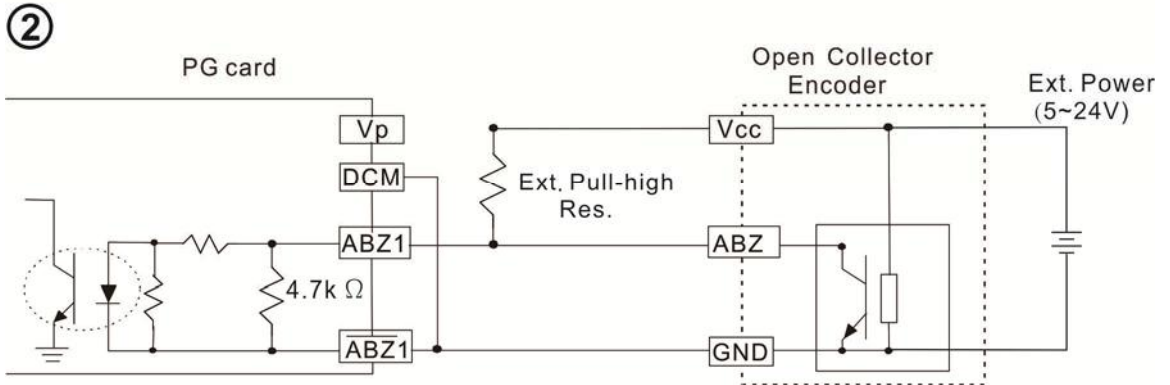 ②
PG card
Open Collector
Encoder
Ext. Power
(5~24V)
Vp
Vcc
DCM
Ext. Pull-high
Res.
ABZ1
ABZ
4.7k Ω
A̅B̅Z̅1̅
GND